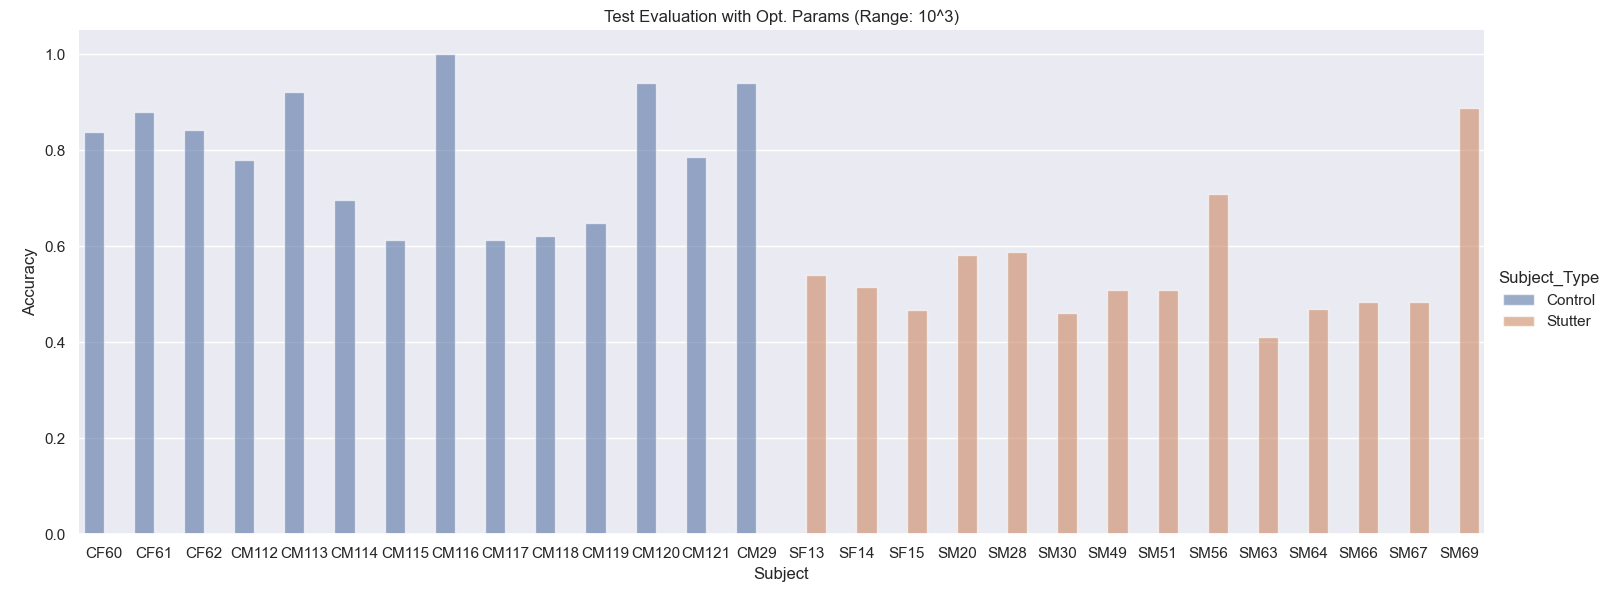 Test Evaluation with Opt. Params (Range: 10^3)
1.0
0.8
0.6
0.4
0.2
0.0
Accuracy
CF60 CF61 CF62 CM112 CM113 CM114 CM115 CM116 CM117 CM118 CM119 CM120 CM121 CM29 SF13 SF14 SF15 SM20 SM28 SM30 SM49 SM51 SM56 SM63 SM64 SM66 SM67 SM69
Subject
Subject_Type
Control
Stutter